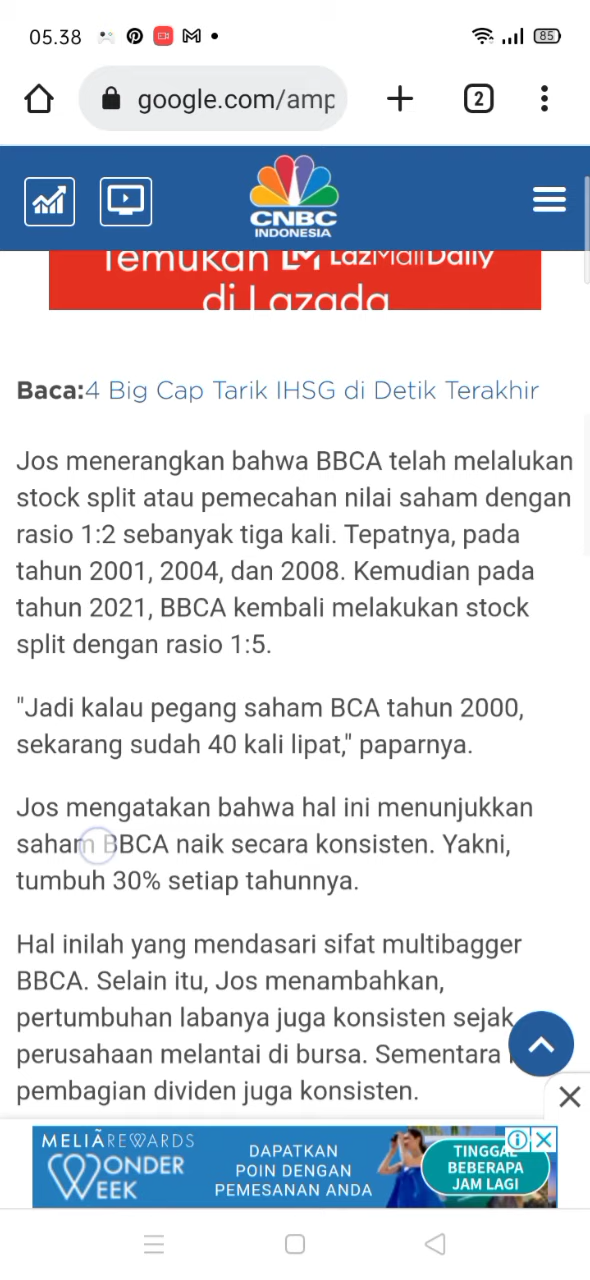 05.38
85
google.com/amp
2
CNBC
INDONESIA
Temukan LazMallDaily
di Lazada
Baca:4 Big Cap Tarik IHSG di Detik Terakhir
Jos menerangkan bahwa BBCA telah melalukan
stock split atau pemecahan nilai saham dengan
rasio 1:2 sebanyak tiga kali. Tepatnya, pada
tahun 2001, 2004, dan 2008. Kemudian pada
tahun 2021, BBCA kembali melakukan stock
split dengan rasio 1:5.
"Jadi kalau pegang saham BCA tahun 2000,
sekarang sudah 40 kali lipat," paparnya.
Jos mengatakan bahwa hal ini menunjukkan
saham BBCA naik secara konsisten. Yakni,
tumbuh 30% setiap tahunnya.
Hal inilah yang mendasari sifat multibagger
BBCA. Selain itu, Jos menambahkan,
pertumbuhan labanya juga konsisten sejak
perusahaan melantai di bursa. Sementara
pembagian dividen juga konsisten.
MELIÃREWARDS
WONDER
WEEK
DAPATKAN
POIN DENGAN
PEMESANAN ANDA
TINGGAL
BEBERAPA
JAM LAGI